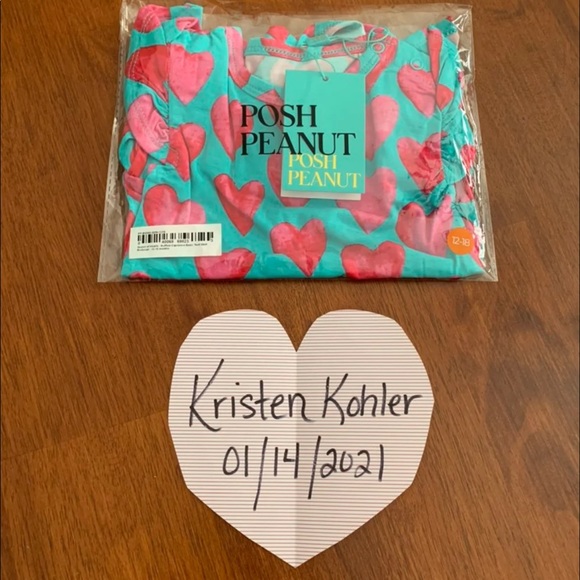 POSH
PEANUT
POSH
PEANUT
12-18
Kristen Kohler
01/14/2021